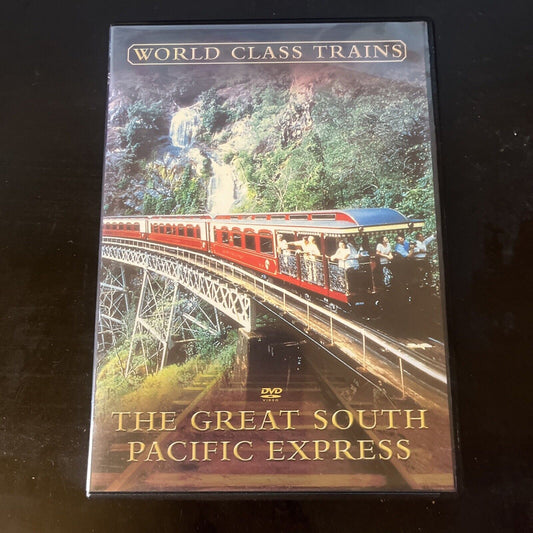 WORLD CLASS TRAINS
DVD
VIDEO
THE GREAT SOUTH
PACIFIC EXPRESS